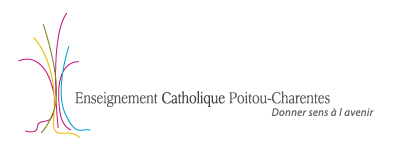 Enseignement Catholique Poitou-Charentes
Donner sens à l avenir